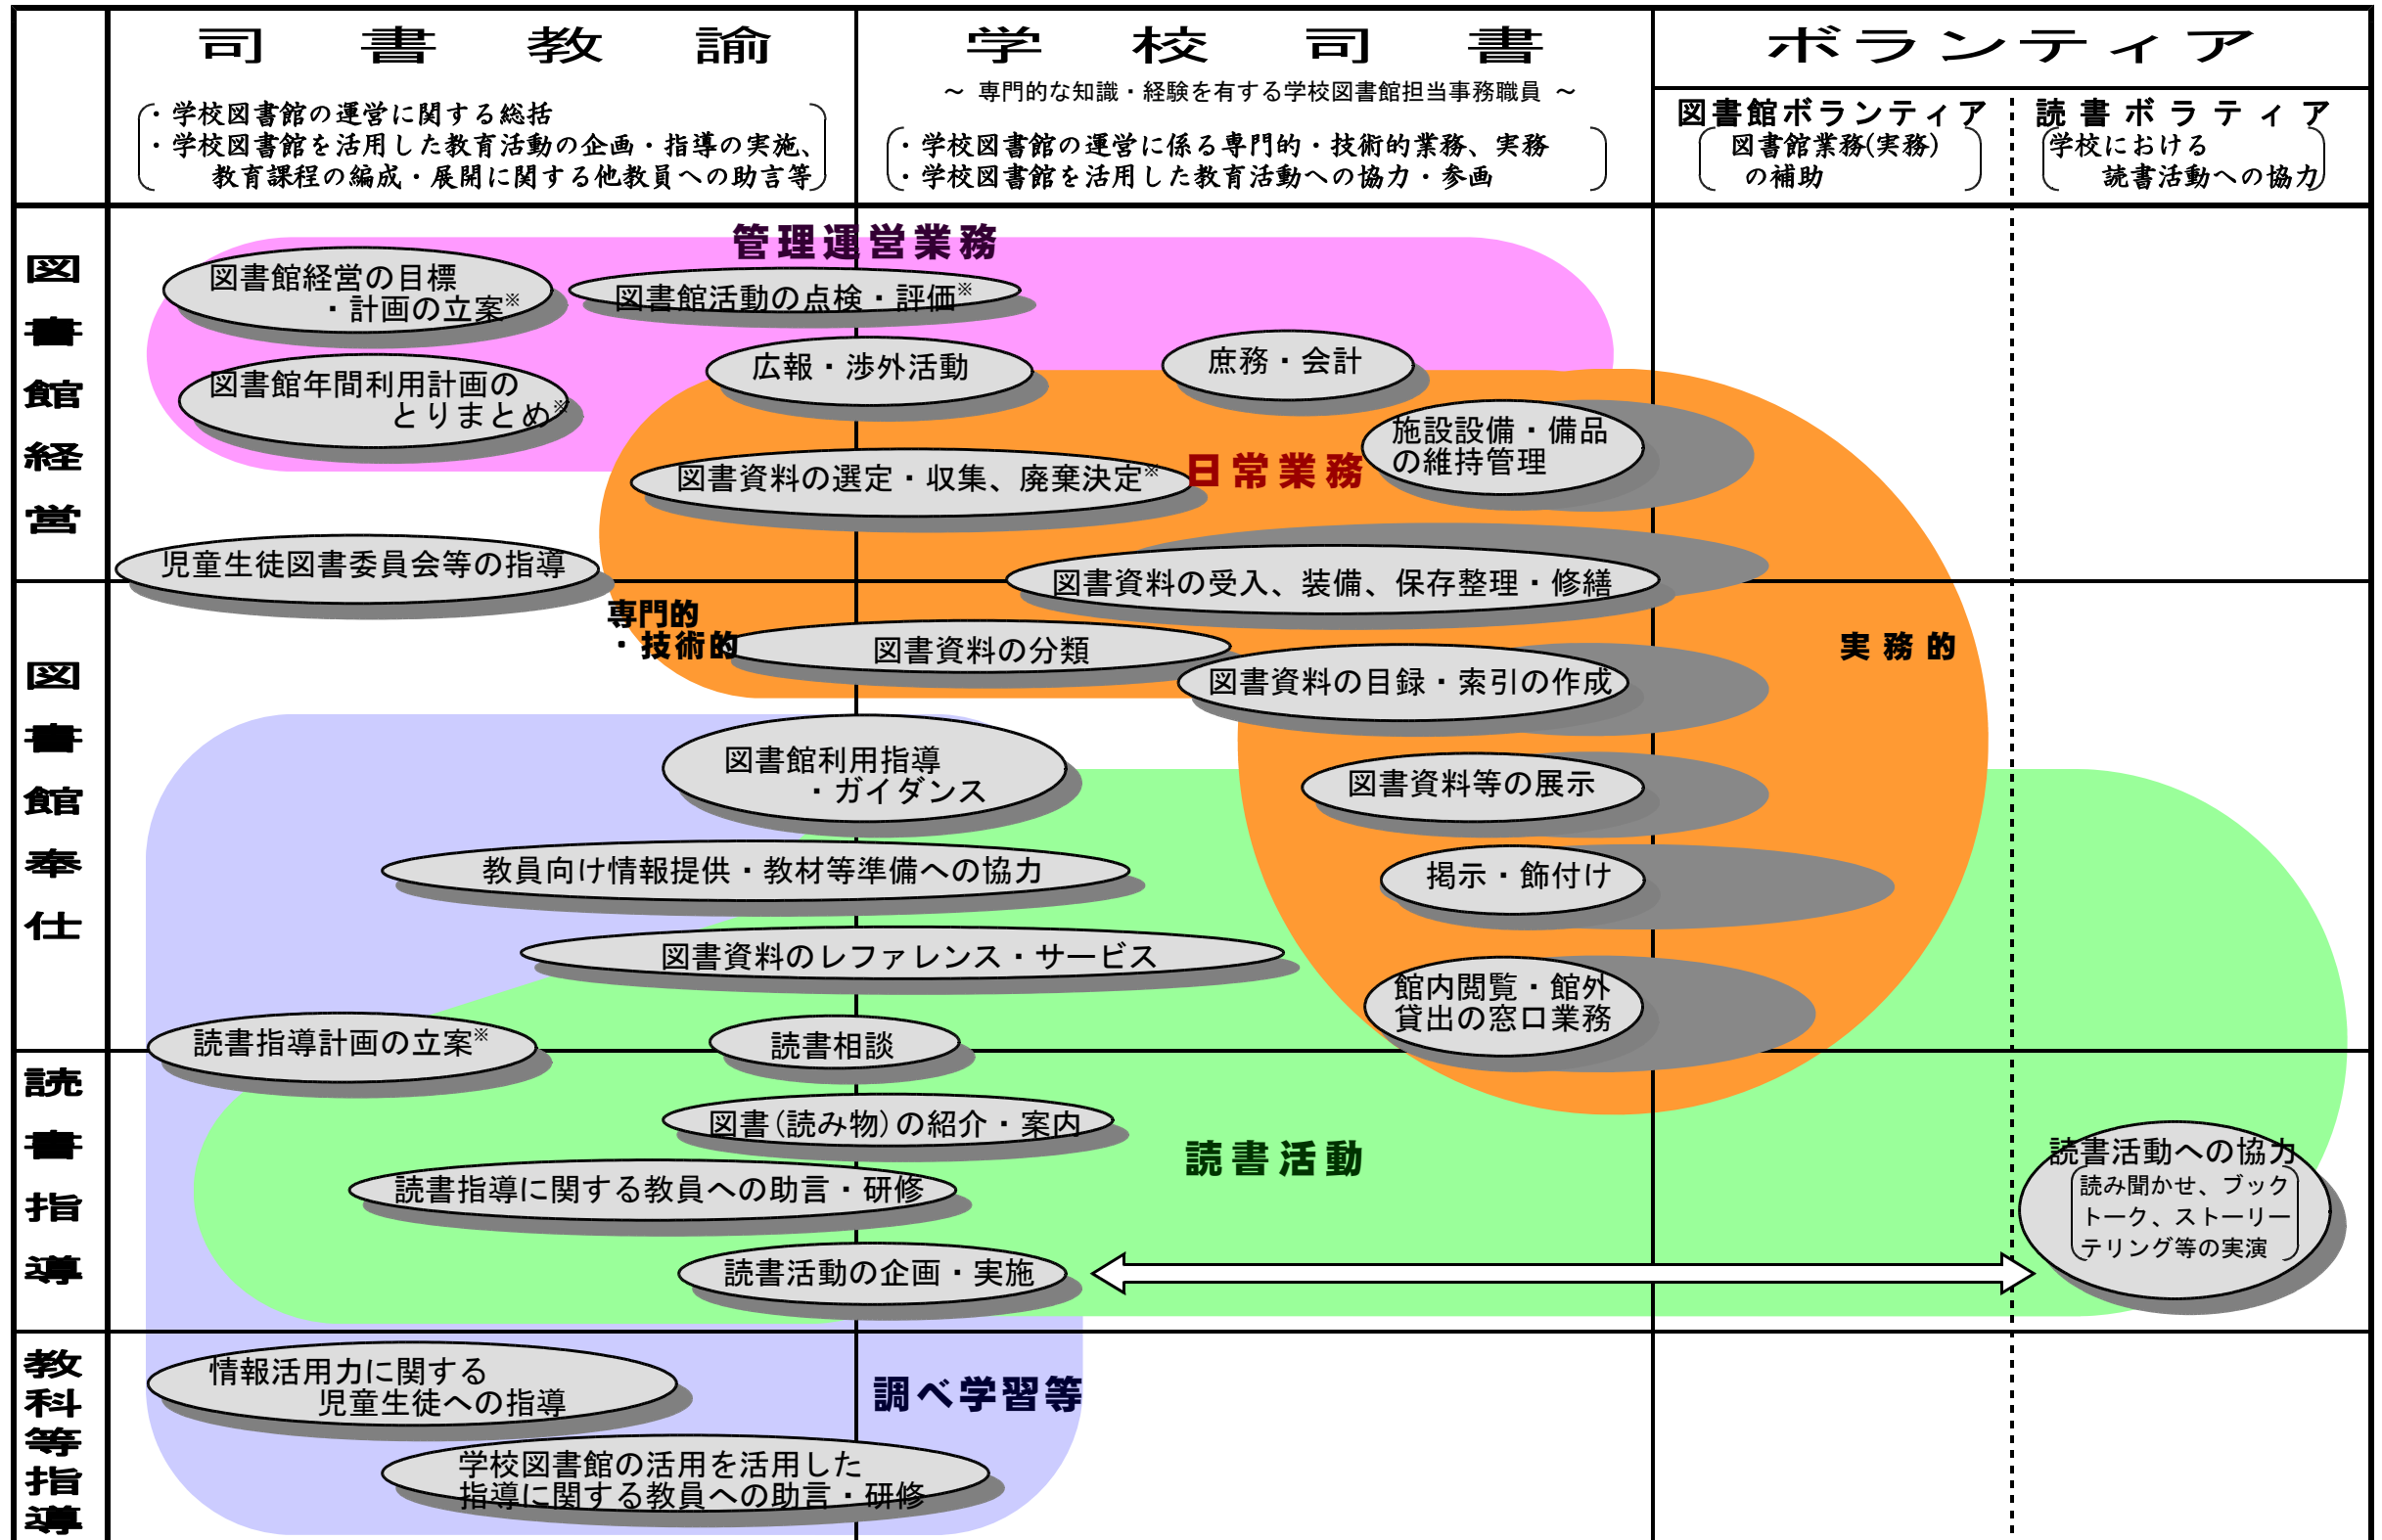 司書教諭
・学校図書館の運営に関する総括
・学校図書館を活用した教育活動の企画・指導の実施、
教育課程の編成・展開に関する他教員への助言等
学校司書
～ 専門的な知識・経験を有する学校図書館担当事務職員 ～
・学校図書館の運営に係る専門的・技術的業務、実務
・学校図書館を活用した教育活動への協力・参画
ボランティア
図書館ボランティア
図書館業務(実務)
の補助
読書ボラティア
学校における
読書活動への協力
図書館経営
管理運営業務
図書館経営の目標
・計画の立案※
図書館活動の点検・評価※
図書館年間利用計画の
とりまとめ※
広報・渉外活動
庶務・会計
施設設備・備品
の維持管理
図書資料の選定・収集、廃棄決定※
日常業務
児童生徒図書委員会等の指導
図書資料の受入、装備、保存整理・修繕
図書館奉仕
専門的
・技術的
図書資料の分類
実務的
図書資料の目録・索引の作成
図書館利用指導
・ガイダンス
図書資料等の展示
教員向け情報提供・教材等準備への協力
掲示・飾付け
図書資料のレファレンス・サービス
館内閲覧・館外
貸出の窓口業務
読書指導計画の立案※
読書相談
読書指導
図書(読み物)の紹介・案内
読書活動
読書指導に関する教員への助言・研修
読書活動の企画・実施
読書活動への協力
読み聞かせ、ブック
トーク、ストーリー
テリング等の実演
教科等指導
情報活用力に関する
児童生徒への指導
調べ学習等
学校図書館の活用を活用した
指導に関する教員への助言・研修